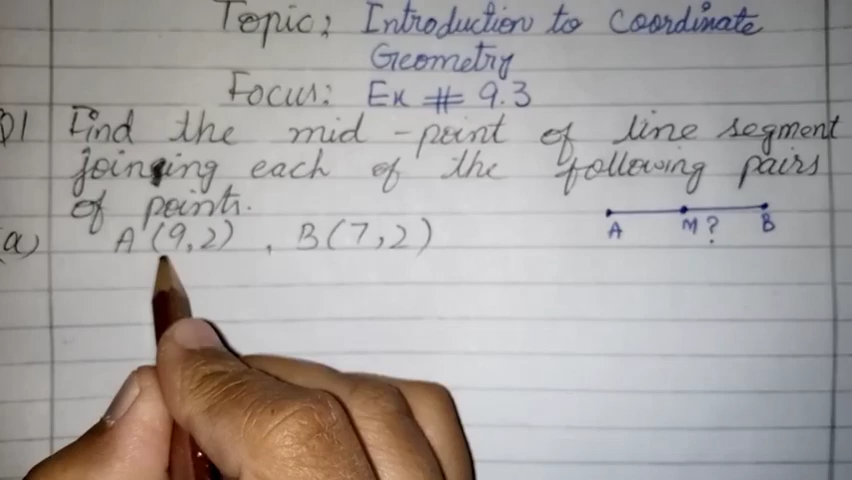 Topic: Introduction to Coordinate
Geometry
Focus: Ex # 9.3
Q1 Find the mid-point of line segment
joining each of the following pairs
of points.
(a) A(9,2), B(7,2)
A M? B